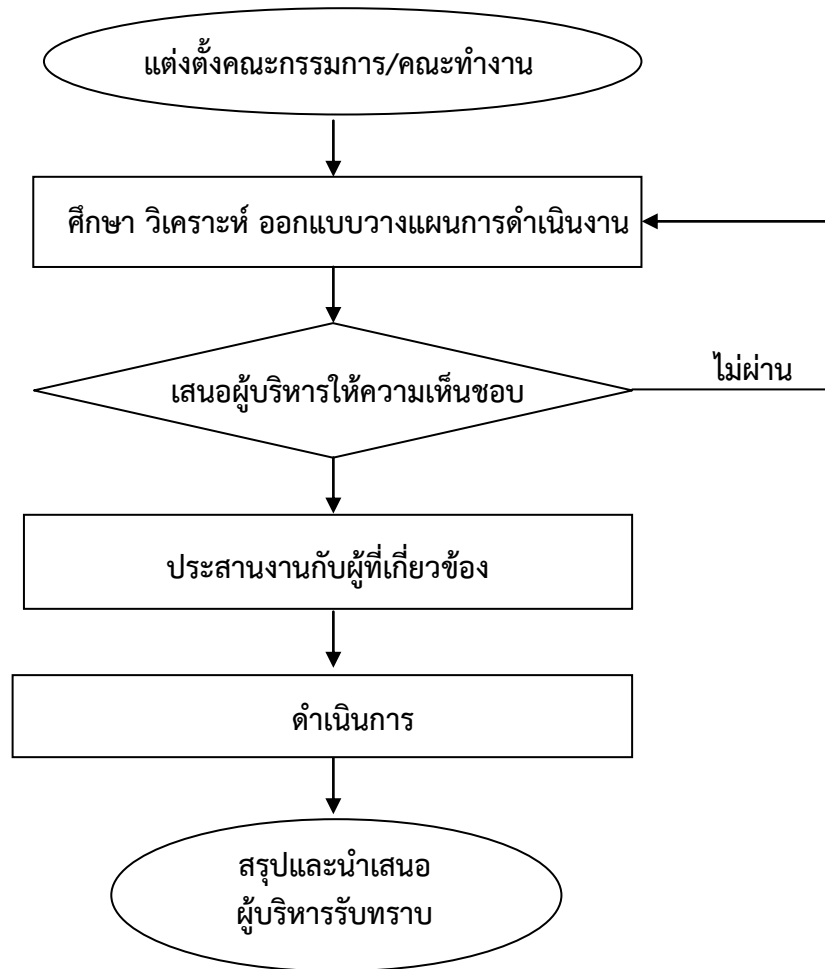 แต่งตั้งคณะกรรมการ/คณะทำงาน
ศึกษา วิเคราะห์ ออกแบบวางแผนการดำเนินงาน
ไม่ผ่าน
เสนอผู้บริหารให้ความเห็นชอบ
ประสานงานกับผู้ที่เกี่ยวข้อง
ดำเนินการ
สรุปและนำเสนอ
ผู้บริหารรับทราบ